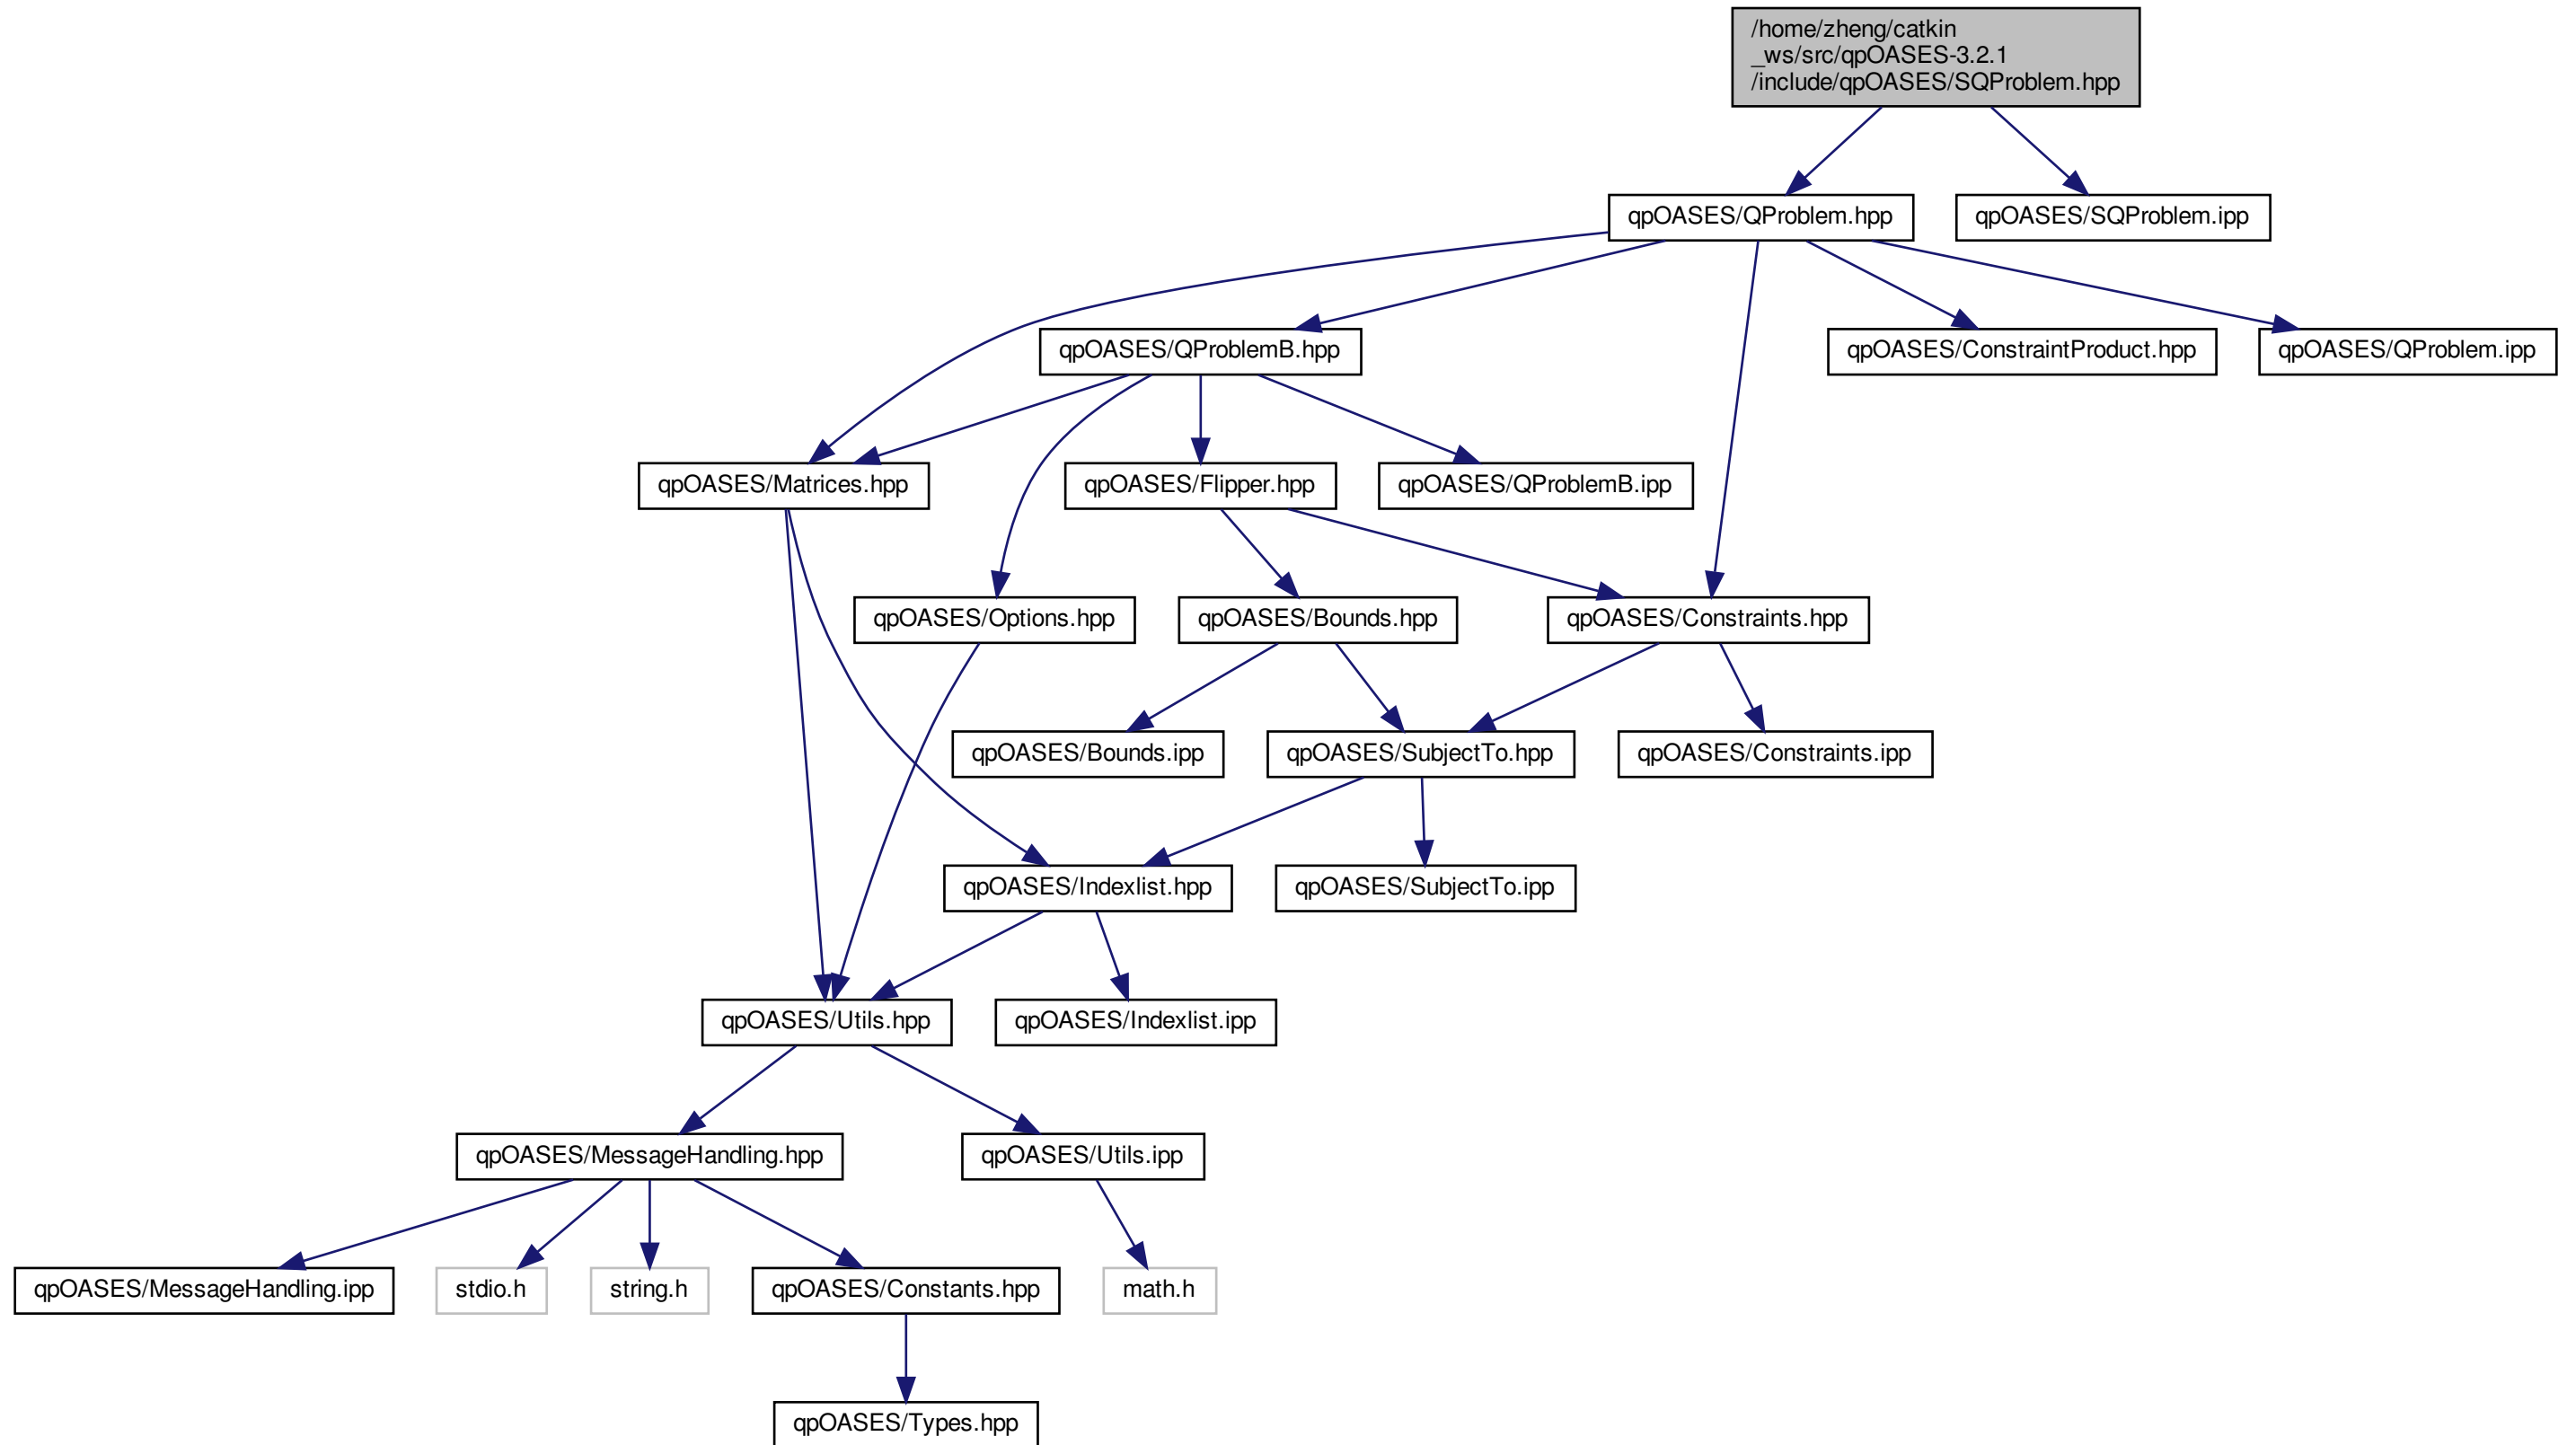 /home/zheng/catkin
_ws/src/qpOASES-3.2.1
/include/qpOASES/SQProblem.hpp
qpOASES/QProblem.hpp
qpOASES/SQProblem.ipp
qpOASES/QProblemB.hpp
qpOASES/ConstraintProduct.hpp
qpOASES/QProblem.ipp
qpOASES/Matrices.hpp
qpOASES/Flipper.hpp
qpOASES/QProblemB.ipp
qpOASES/Options.hpp
qpOASES/Bounds.hpp
qpOASES/Constraints.hpp
qpOASES/Bounds.ipp
qpOASES/SubjectTo.hpp
qpOASES/Constraints.ipp
qpOASES/Indexlist.hpp
qpOASES/SubjectTo.ipp
qpOASES/Utils.hpp
qpOASES/Indexlist.ipp
qpOASES/MessageHandling.hpp
qpOASES/Utils.ipp
qpOASES/MessageHandling.ipp
stdio.h
string.h
qpOASES/Constants.hpp
math.h
qpOASES/Types.hpp